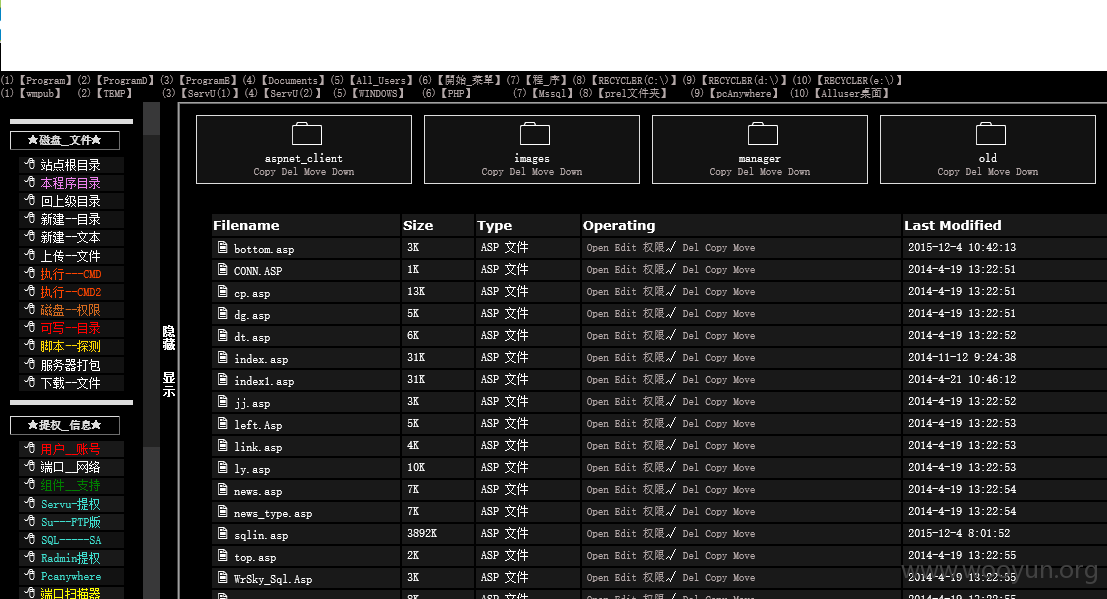 (1)【Program】(2)【ProgramD】(3)【ProgramE】(4)【Documents】(5)【All_Users】(6)【開始_菜單】(7)【程_序】(8)【RECYCLER(C:\)】(9)【RECYCLER(d:\)】(10)【RECYCLER(e:\)】
(1)【wmpub】 (2)【TEMP】 (3)【ServU(1)】(4)【ServU(2)】 (5)【WINDOWS】 (6)【PHP】 (7)【Mssql】(8)【prel文件夹】 (9)【pcAnywhere】 (10)【Alluser桌面】
★磁盘_文件★
站点根目录
本程序目录
回上级目录
新建--目录
新建--文本
上传--文件
执行---CMD
执行--CMD2
磁盘--权限
可写--目录
脚本--探测
服务器打包
下载--文件
★提权_信息★
用户__账号
端口__网络
组件__支持
Servu-提权
Su---FTP版
SQL-----SA
Radmin提权
Pcanywhere
端口扫描器
隐藏 显示
aspnet_client
Copy Del Move Down
images
Copy Del Move Down
manager
Copy Del Move Down
old
Copy Del Move Down
Filename Size Type Operating Last Modified
bottom.asp 3K ASP 文件 Open Edit 权限√ Del Copy Move 2015-12-4 10:42:13
CONN.ASP 1K ASP 文件 Open Edit 权限√ Del Copy Move 2014-4-19 13:22:51
cp.asp 13K ASP 文件 Open Edit 权限√ Del Copy Move 2014-4-19 13:22:51
dg.asp 5K ASP 文件 Open Edit 权限√ Del Copy Move 2014-4-19 13:22:51
dt.asp 6K ASP 文件 Open Edit 权限√ Del Copy Move 2014-4-19 13:22:52
index.asp 31K ASP 文件 Open Edit 权限√ Del Copy Move 2014-11-12 9:24:38
index1.asp 31K ASP 文件 Open Edit 权限√ Del Copy Move 2014-4-21 10:46:12
jj.asp 3K ASP 文件 Open Edit 权限√ Del Copy Move 2014-4-19 13:22:52
left.Asp 5K ASP 文件 Open Edit 权限√ Del Copy Move 2014-4-19 13:22:53
link.asp 4K ASP 文件 Open Edit 权限√ Del Copy Move 2014-4-19 13:22:53
ly.asp 10K ASP 文件 Open Edit 权限√ Del Copy Move 2014-4-19 13:22:53
news.asp 7K ASP 文件 Open Edit 权限√ Del Copy Move 2014-4-19 13:22:54
news_type.asp 7K ASP 文件 Open Edit 权限√ Del Copy Move 2014-4-19 13:22:54
sqlin.asp 3892K ASP 文件 Open Edit 权限√ Del Copy Move 2015-12-4 8:01:52
top.asp 2K ASP 文件 Open Edit 权限√ Del Copy Move 2014-4-19 13:22:55
WrSky_Sql.Asp 3K ASP 文件 Open Edit 权限√ Del Copy Move 2014-4-19 13:22:55
www.wooyun.org